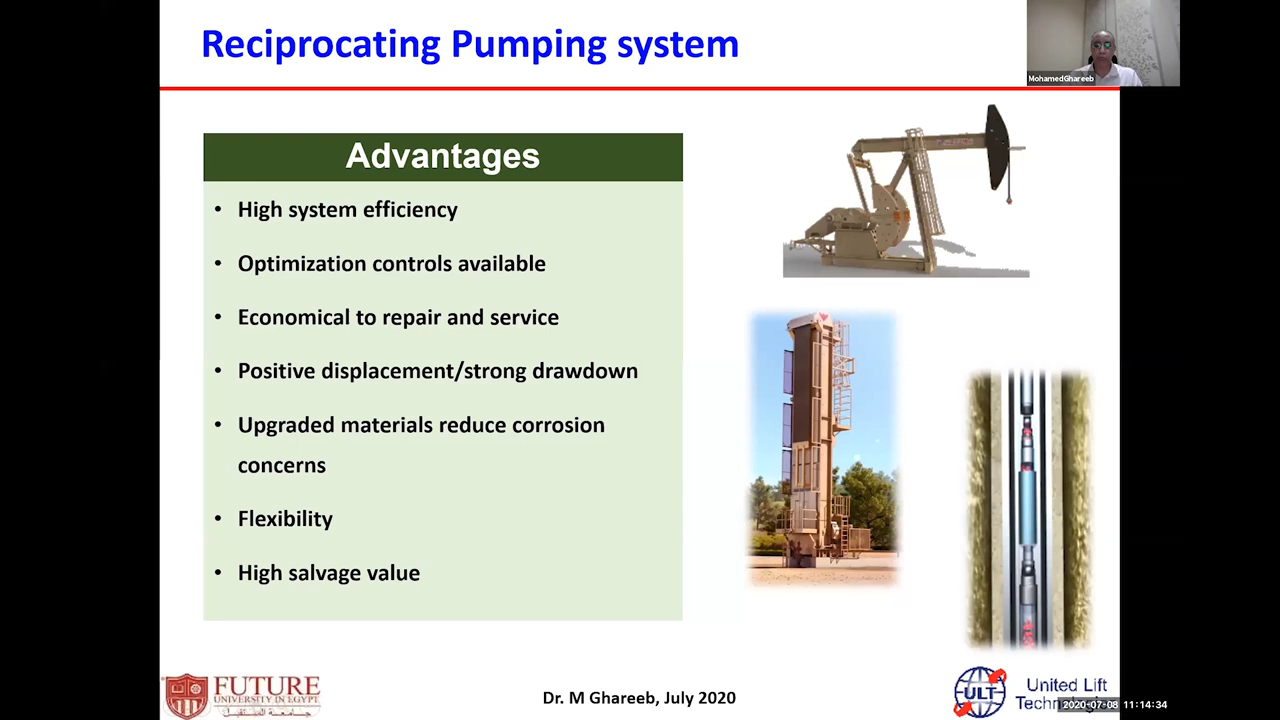 Reciprocating Pumping system
MohamedGhareeb
Advantages
• High system efficiency
• Optimization controls available
• Economical to repair and service
• Positive displacement/strong drawdown
• Upgraded materials reduce corrosion
concerns
• Flexibility
• High salvage value
FUTURE
UNIVERSITY IN EGYPT
جامعة المستقبل
Dr. M Ghareeb, July 2020
ULT
United Lift
2020-07-08 11:14:34